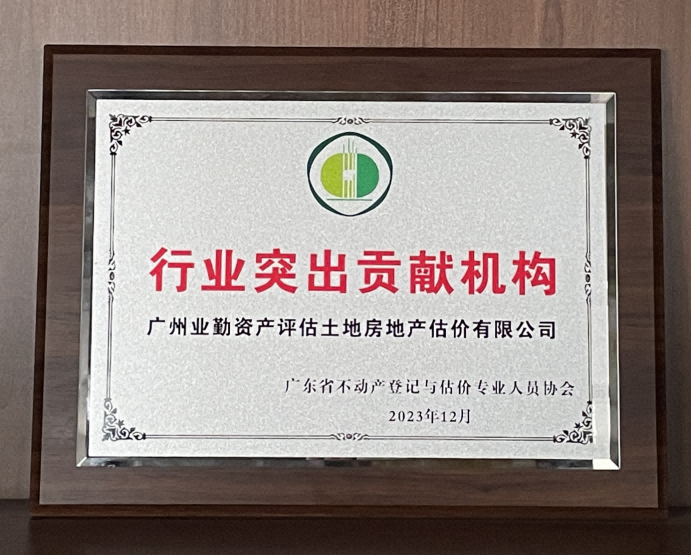 行业突出贡献机构
广州业勤资产评估土地房地产估价有限公司
广东省不动产登记与估价专业人员协会
2023年12月